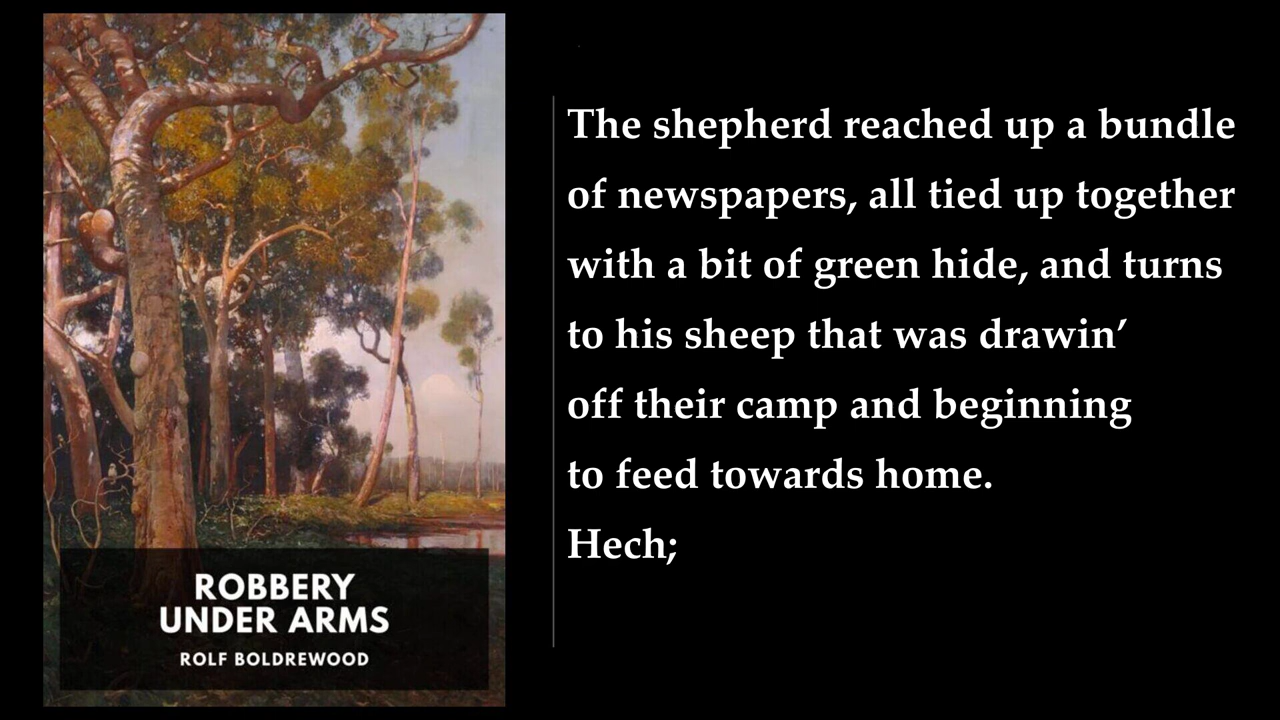 ROBBERY
UNDER ARMS
ROLF BOLDREWOOD
The shepherd reached up a bundle
of newspapers, all tied up together
with a bit of green hide, and turns
to his sheep that was drawin’
off their camp and beginning
to feed towards home.
Hech;